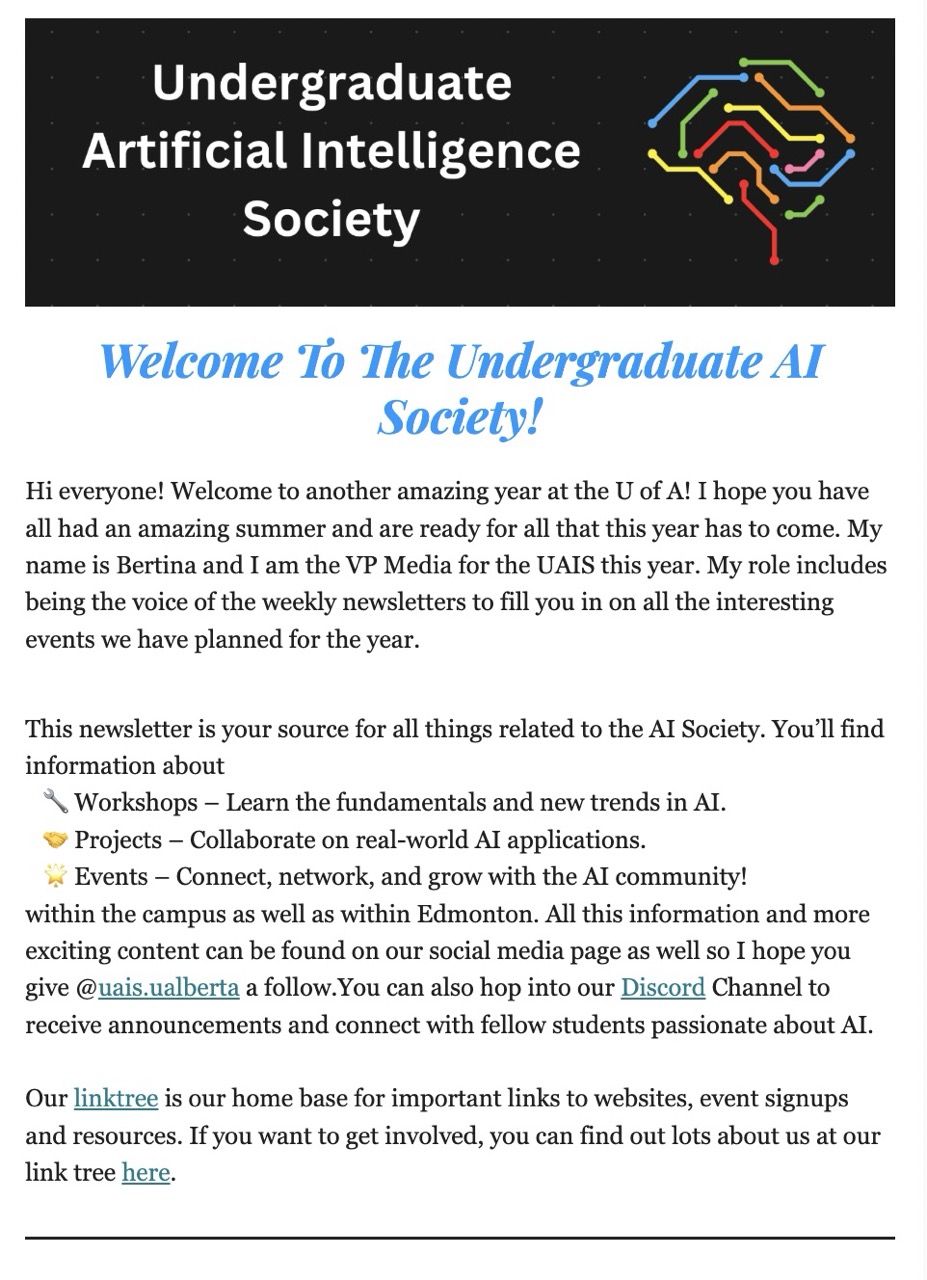 Undergraduate
Artificial Intelligence
Society
Welcome To The Undergraduate AI
Society!
Hi everyone! Welcome to another amazing year at the U of A! I hope you have
all had an amazing summer and are ready for all that this year has to come. My
name is Bertina and I am the VP Media for the UAIS this year. My role includes
being the voice of the weekly newsletters to fill you in on all the interesting
events we have planned for the year.
This newsletter is your source for all things related to the AI Society. You’ll find
information about
🔧 Workshops – Learn the fundamentals and new trends in AI.
🤝 Projects – Collaborate on real-world AI applications.
🌟 Events – Connect, network, and grow with the AI community!
within the campus as well as within Edmonton. All this information and more
exciting content can be found on our social media page as well so I hope you
give @uais.ualberta a follow.You can also hop into our Discord Channel to
receive announcements and connect with fellow students passionate about AI.
Our linktree is our home base for important links to websites, event signups
and resources. If you want to get involved, you can find out lots about us at our
link tree here.